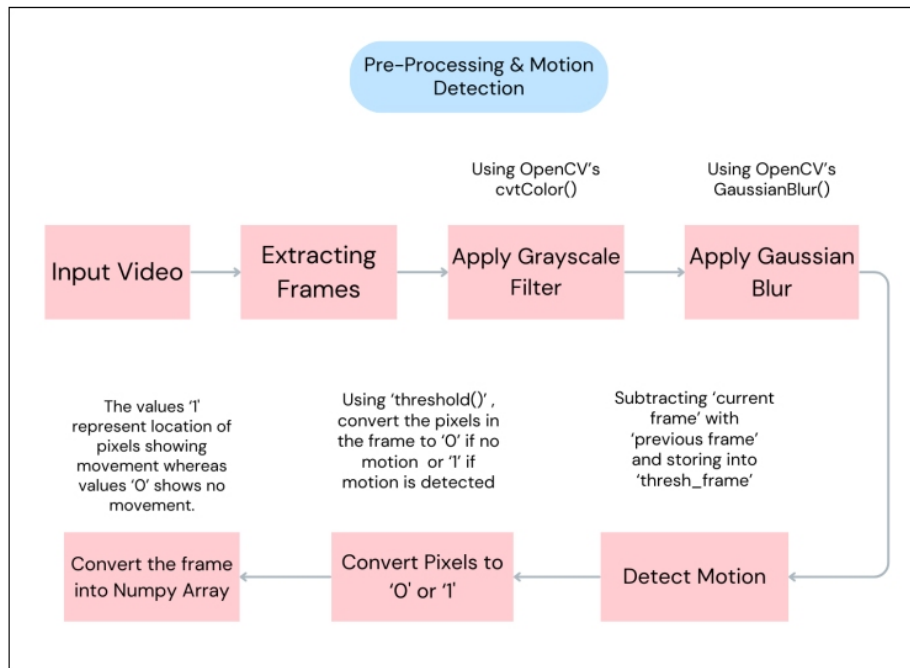 Pre-Processing & Motion
Detection
Using OpenCV's
cvtColor()
Using OpenCV's
GaussianBlur()
Input Video
Extracting
Frames
Apply Grayscale
Filter
Apply Gaussian
Blur
The values '1'
represent location of
pixels showing
movement whereas
values '0' shows no
movement.
Using 'threshold()' ,
convert the pixels in
the frame to '0' if no
motion or '1' if
motion is detected
Subtracting 'current
frame' with
'previous frame'
and storing into
'thresh_frame'
Convert the frame
into Numpy Array
Convert Pixels to
'0' or '1'
Detect Motion